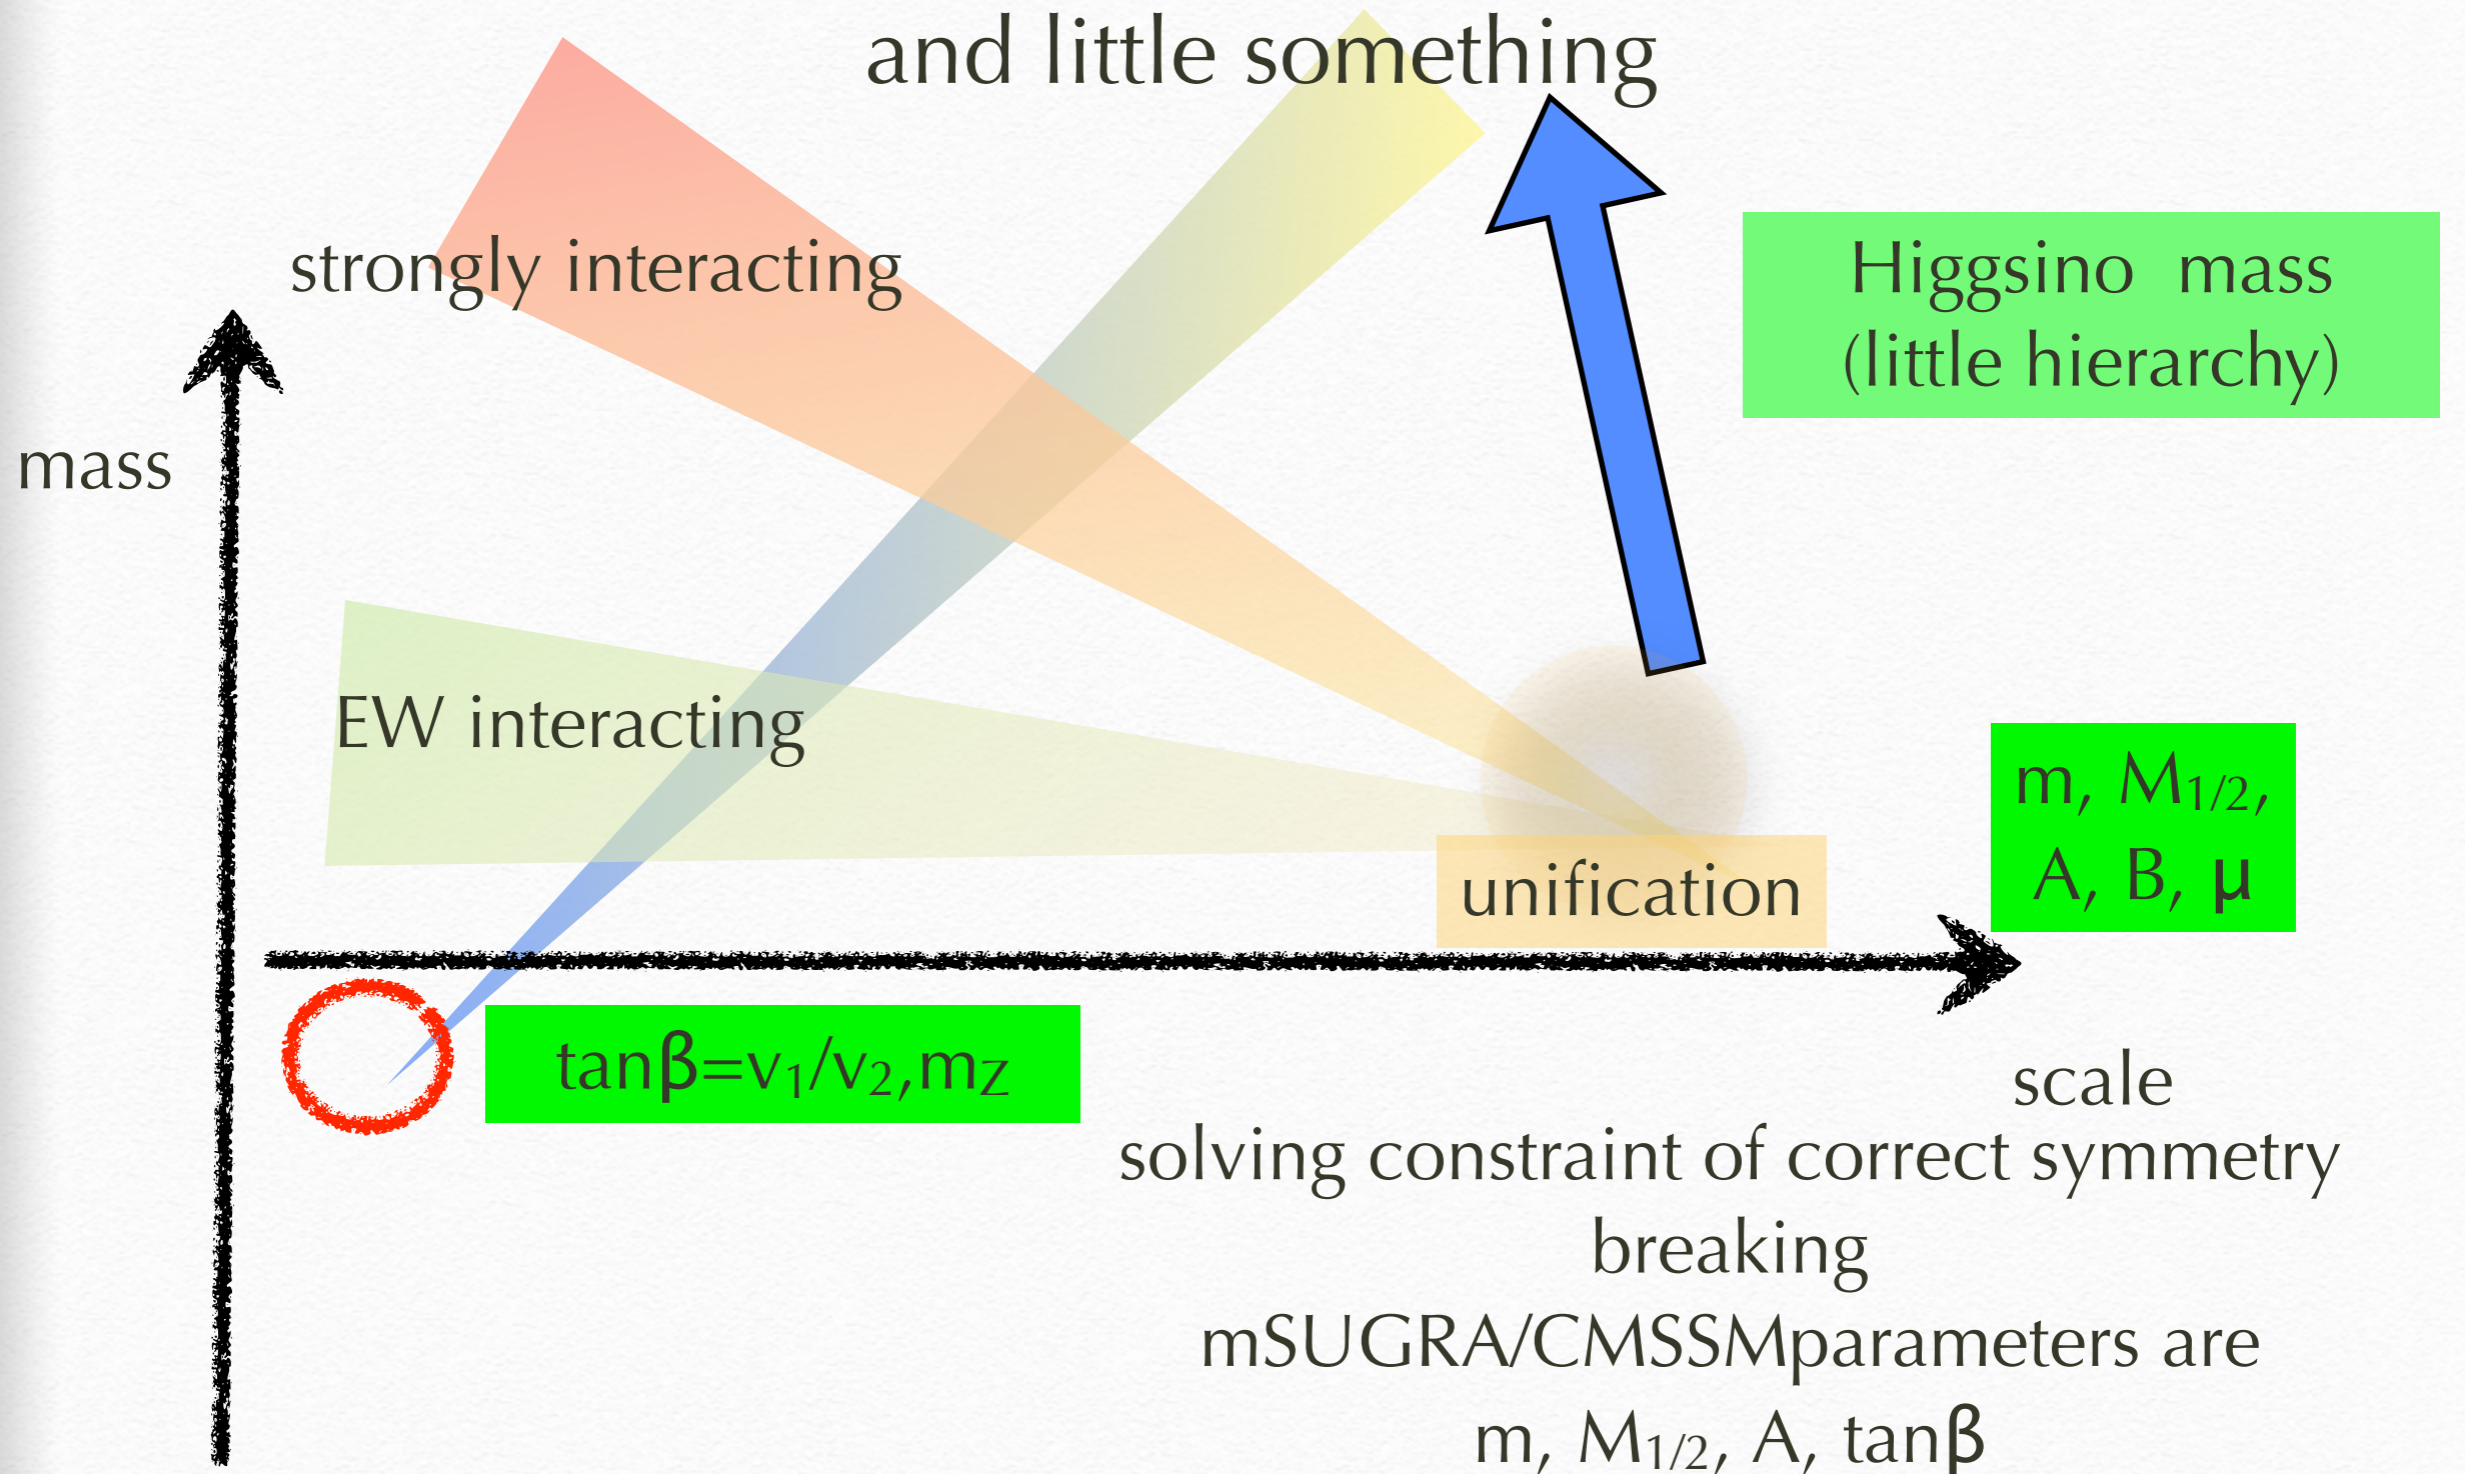 and little something
strongly interacting
Higgsino mass
(little hierarchy)
mass
EW interacting
m, M1/2,
A, B, μ
unification
tanβ=v1/v2,mZ
scale
solving constraint of correct symmetry
breaking
mSUGRA/CMSSMparameters are
m, M1/2, A, tanβ